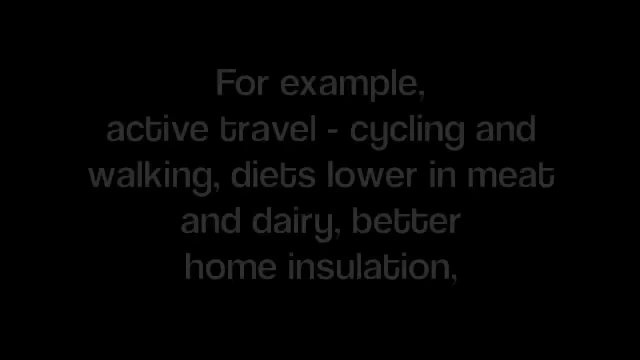 For example,
active travel - cycling and
walking, diets lower in meat
and dairy, better
home insulation,